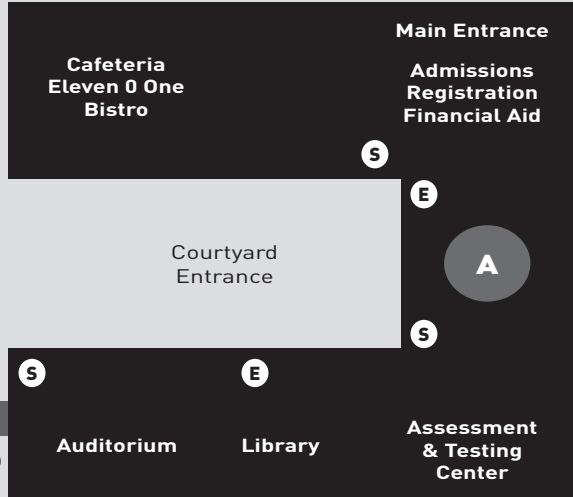 Main Entrance
Cafeteria
Eleven 0 One
Bistro
Admissions
Registration
Financial Aid
S
E
Courtyard
Entrance
A
S
S
E
Auditorium
Library
Assessment
& Testing
Center